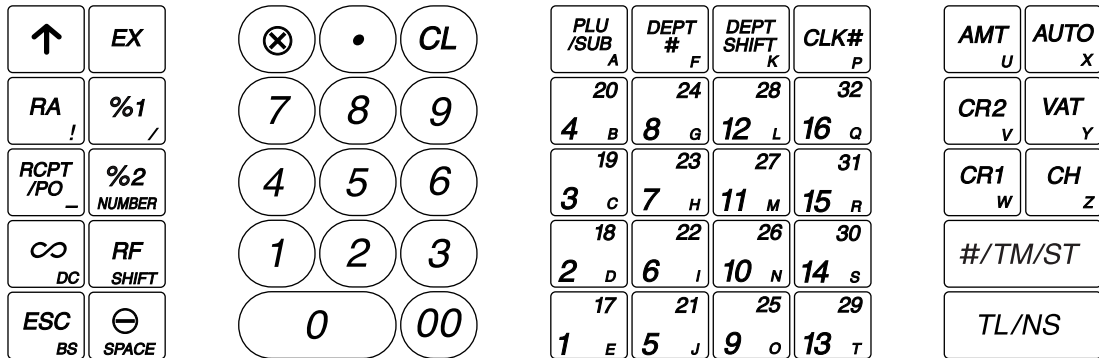 ↑ EX ⊗ • CL PLU/SUB A DEPT # F DEPT SHIFT K CLK# P AMT U AUTO X
RA ! %1 / 7 8 9 20 4 B 24 8 G 28 12 L 32 16 Q CR2 V VAT Y
RCPT/PO _ %2 NUMBER 4 5 6 19 3 C 23 7 H 27 11 M 31 15 R CR1 W CH Z
∞ DC RF SHIFT 1 2 3 18 2 D 22 6 I 26 10 N 30 14 S #/TM/ST
ESC BS ⊖ SPACE 0 00 17 1 E 21 5 J 25 9 O 29 13 T TL/NS